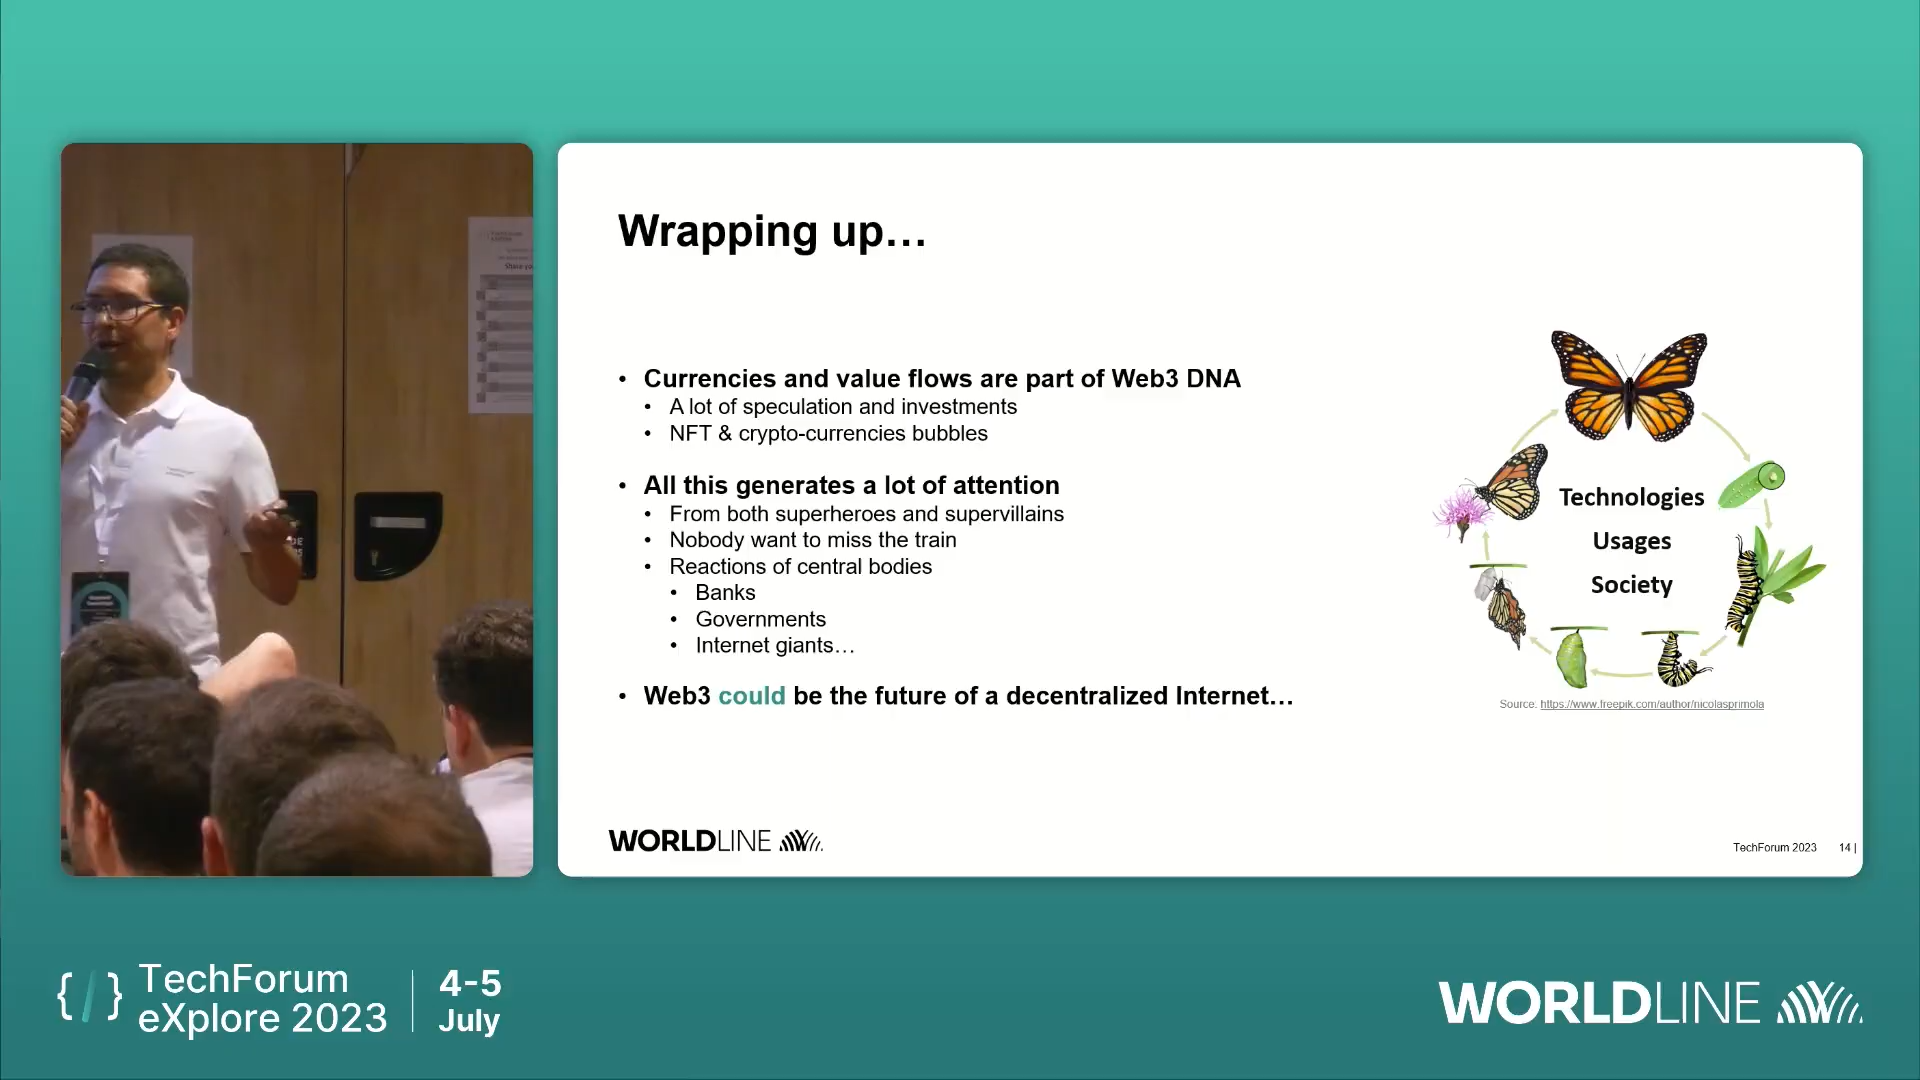 Wrapping up...
• Currencies and value flows are part of Web3 DNA
• A lot of speculation and investments
• NFT & crypto-currencies bubbles
• All this generates a lot of attention
• From both superheroes and supervillains
• Nobody want to miss the train
• Reactions of central bodies
• Banks
• Governments
• Internet giants...
• Web3 could be the future of a decentralized Internet...
Technologies
Usages
Society
Source: https://www.freepik.com/author/nicolasprimola
WORLDLINE
TechForum 2023 14 |
{/} TechForum
eXplore 2023
4-5
July
WORLDLINE